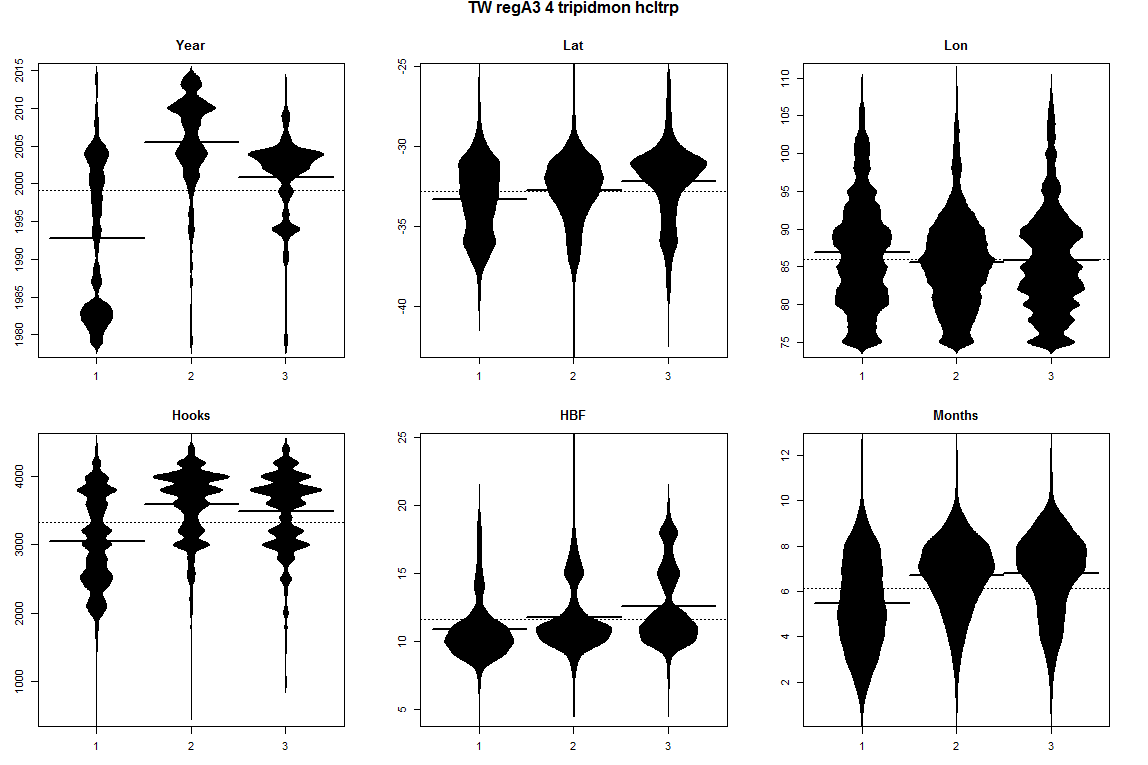 TW regA3 4 tripidmon hcltrp
Year
Lat
Lon
1980 1985 1990 1995 2000 2005 2010 2015
-40 -35 -30 -25
75 80 85 90 95 100 105 110
1 2 3
1 2 3
1 2 3
Hooks
HBF
Months
1000 2000 3000 4000
5 10 15 20 25
2 4 6 8 10 12
1 2 3
1 2 3
1 2 3